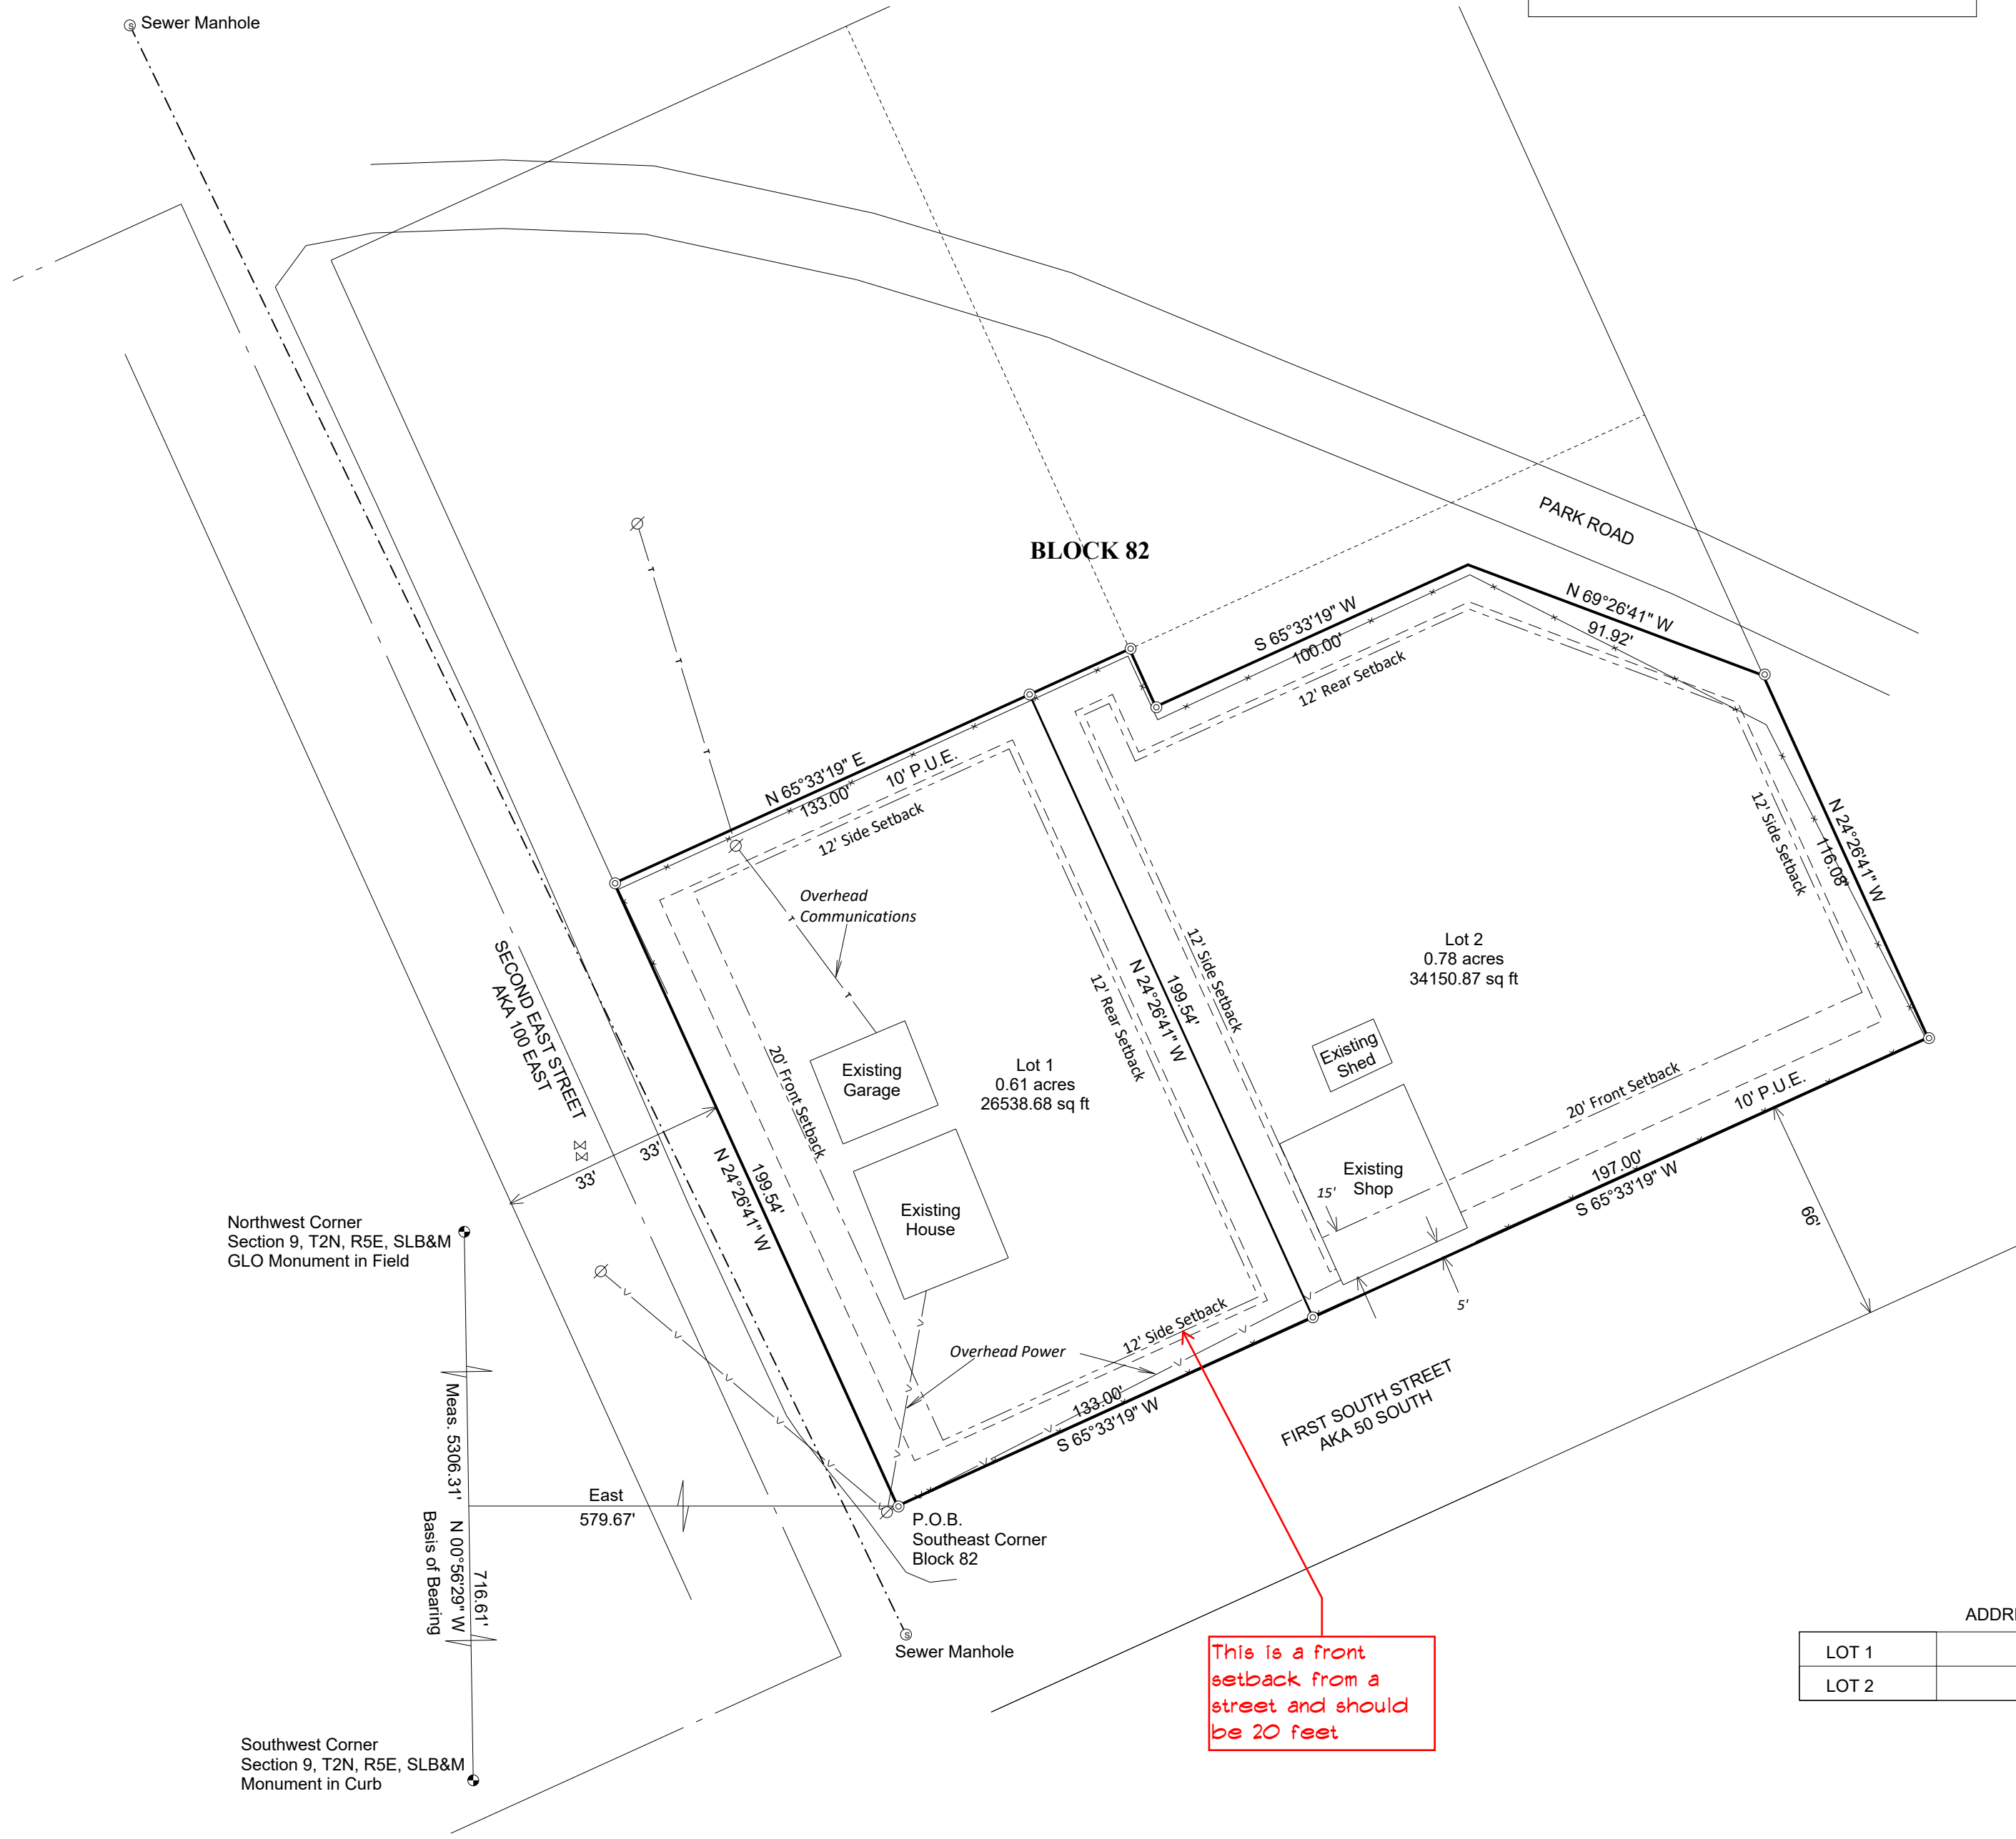 Sewer Manhole
PARK ROAD
BLOCK 82
S 65°33'19" W
100.00'
12' Rear Setback
N 69°26'41" W
91.92'
N 65°33'19" E
133.00'
10' P.U.E.
12' Side Setback
Overhead
Communications
12' Side Setback
N 24°26'41" W
116.08'
SECOND EAST STREET
AKA 100 EAST
33'
33'
20' Front Setback
Existing
Garage
Lot 1
0.61 acres
26538.68 sq ft
12' Rear Setback
N 24°26'41" W
199.54'
12' Side Setback
Lot 2
0.78 acres
34150.87 sq ft
Existing
Shed
20' Front Setback
10' P.U.E.
Existing
Shop
15'
197.00'
S 65°33'19" W
66'
5'
N 24°26'41" W
199.54'
Existing
House
Northwest Corner
Section 9, T2N, R5E, SLB&M
GLO Monument in Field
Overhead Power
12' Side Setback
133.00'
S 65°33'19" W
FIRST SOUTH STREET
AKA 50 SOUTH
Meas. 5306.31' N 00°56'29" W
Basis of Bearing
716.61'
East
579.67'
P.O.B.
Southeast Corner
Block 82
Sewer Manhole
This is a front
setback from a
street and should
be 20 feet
LOT 1
LOT 2
Southwest Corner
Section 9, T2N, R5E, SLB&M
Monument in Curb